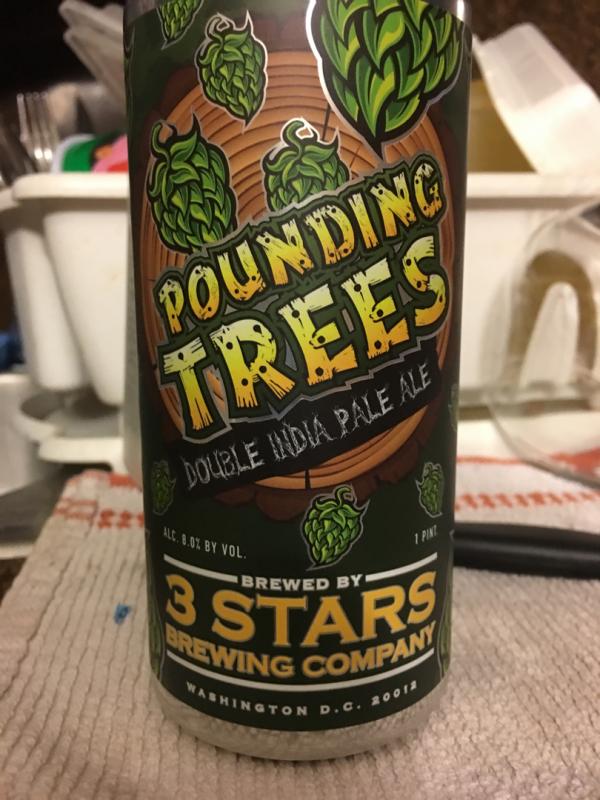 POUNDING
TREES
DOUBLE INDIA PALE ALE
ALC. 8.0% BY VOL.
1 PINT.
BREWED BY
3 STARS
BREWING COMPANY
WASHINGTON D.C. 20012